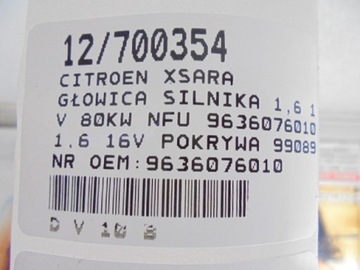 12/700354
CITROEN XSARA
GŁOWICA SILNIKA 1,6 1
V 80KW NFU 9636076010
1.6 16V POKRYWA 99089
NR OEM:9636076010
D V 10 B